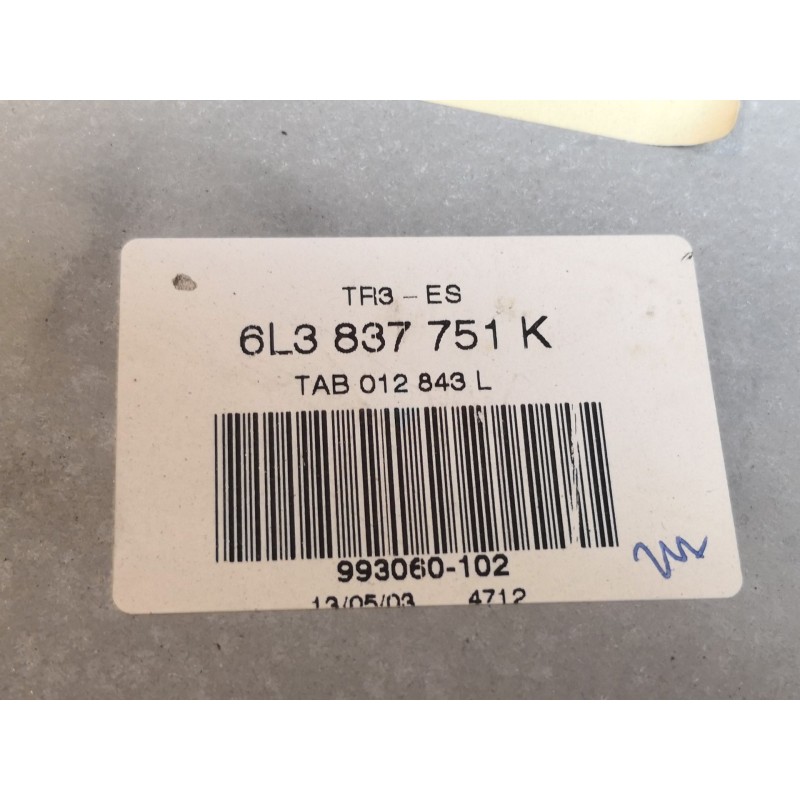 TR3 - ES
6L3 837 751 K
TAB 012 843 L
993060-102
13/05/03 4712